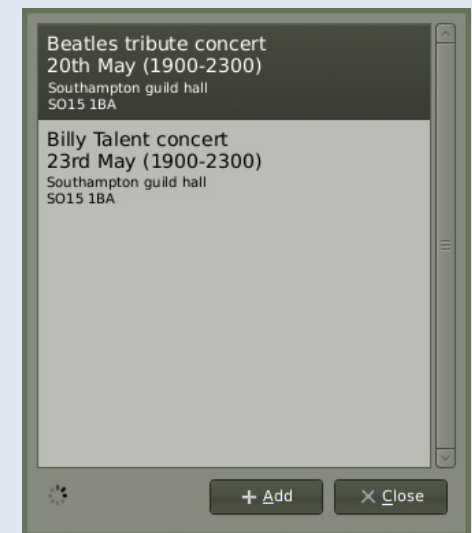 Beatles tribute concert
20th May (1900-2300)
Southampton guild hall
SO15 1BA
Billy Talent concert
23rd May (1900-2300)
Southampton guild hall
SO15 1BA
Add
Close